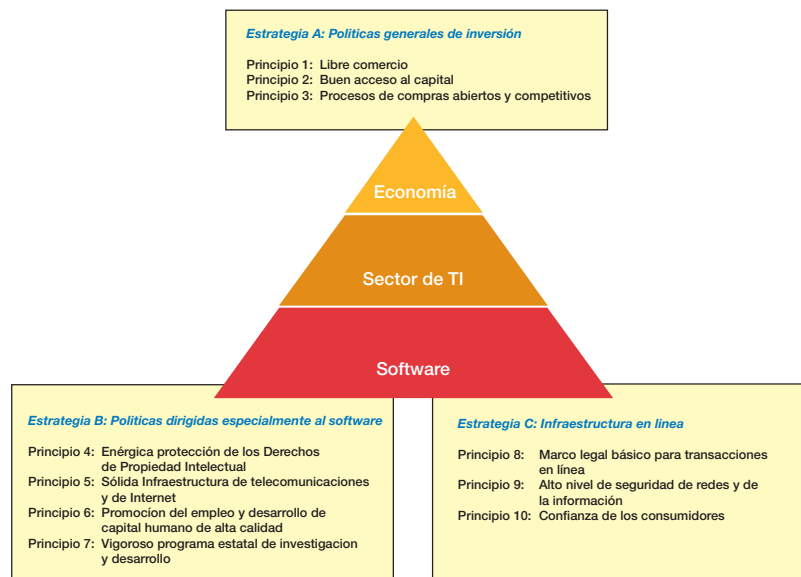 Estrategia A: Politicas generales de inversión
Principio 1: Libre comercio
Principio 2: Buen acceso al capital
Principio 3: Procesos de compras abiertos y competitivos
Economía
Sector de TI
Software
Estrategia B: Politicas dirigidas especialmente al software
Principio 4: Enérgica protección de los Derechos
de Propiedad Intelectual
Principio 5: Sólida Infraestructura de telecomunicaciones
y de Internet
Principio 6: Promocíon del empleo y desarrollo de
capital humano de alta calidad
Principio 7: Vigoroso programa estatal de investigacion
y desarrollo
Estrategia C: Infraestructura en linea
Principio 8: Marco legal básico para transacciones
en línea
Principio 9: Alto nivel de seguridad de redes y de
la información
Principio 10: Confianza de los consumidores